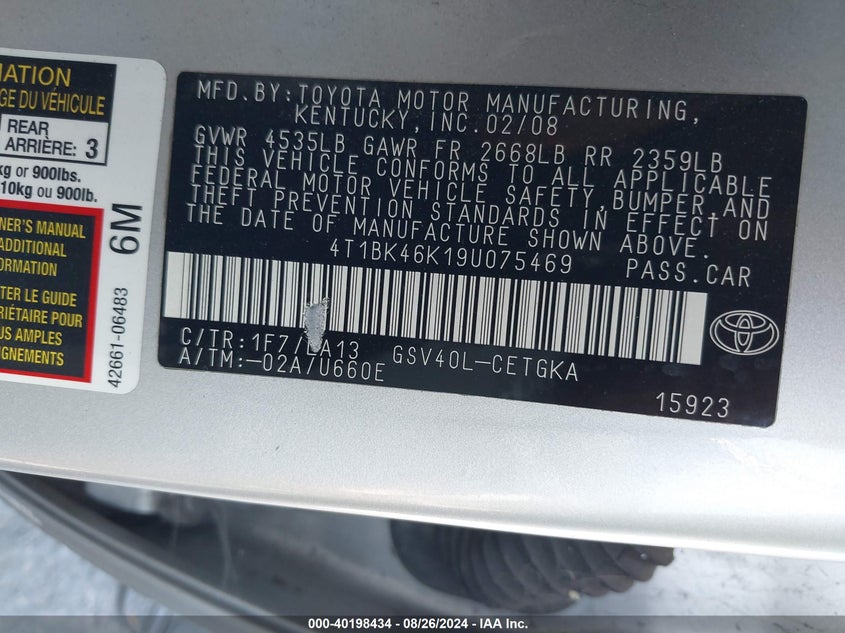 MATION
GE DU VÉHICULE
REAR
ARRIÈRE: 3
kg or 900lbs.
10kg ou 900lb.
NER'S MANUAL
ADDITIONAL
ORMATION
TER LE GUIDE
RIÉTAIRE POUR
US AMPLES
EIGNEMENTS
42661-06483
6M
MFD.BY:TOYOTA MOTOR MANUFACTURING,
KENTUCKY,INC.02/08
GVWR 4535LB GAWR FR 2668LB RR 2359LB
THIS VEHICLE CONFORMS TO ALL APPLICABLE
FEDERAL MOTOR VEHICLE SAFETY,BUMPER,AND
THEFT PREVENTION STANDARDS IN EFFECT ON
THE DATE OF MANUFACTURE SHOWN ABOVE.
4T1BK46K19U075469 PASS.CAR
C/TR:1F7/LA13 GSV40L-CETGKA
A/TM:-02A/U660E
15923
000-40198434 - 08/26/2024 - IAA Inc.